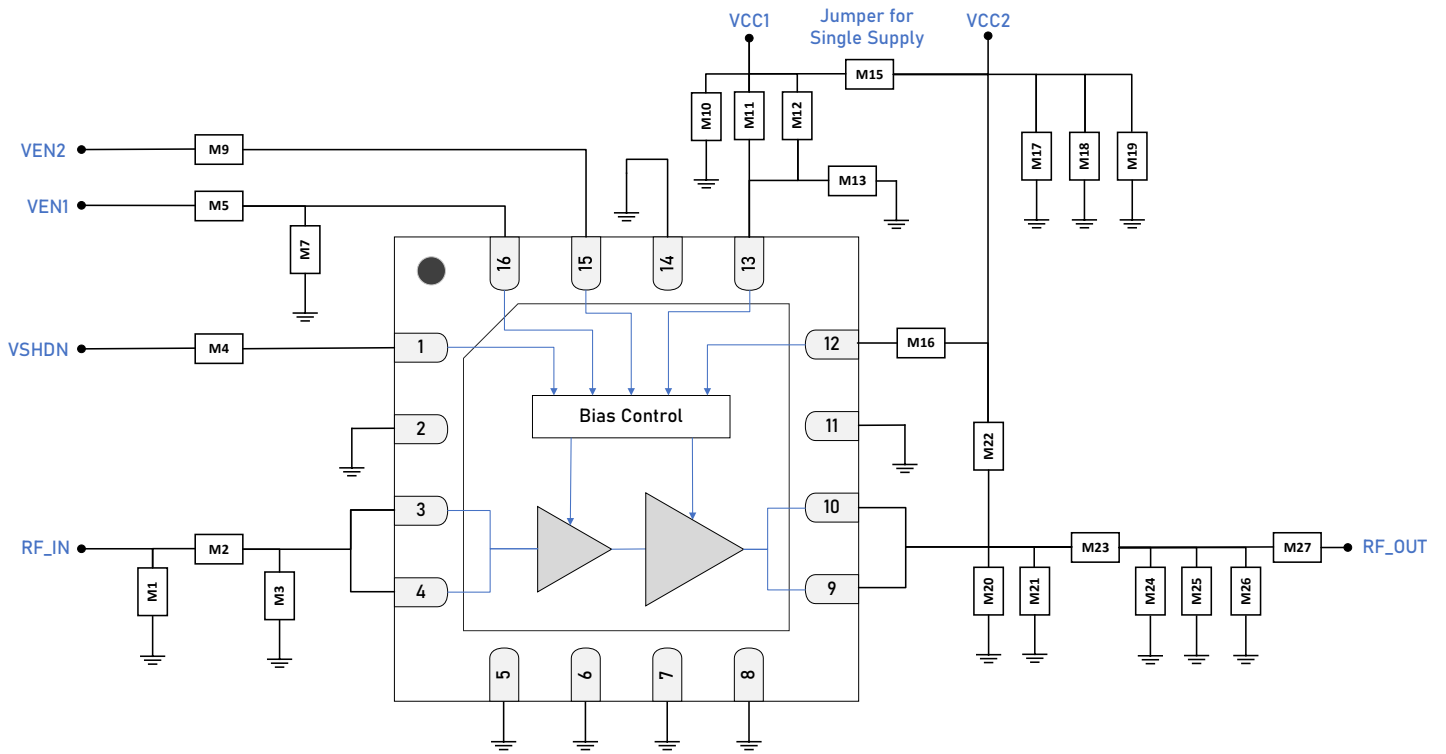 VCC1
Jumper for
Single Supply
VCC2
M15
M10
M11
M12
M17
M18
M19
VEN2
M9
M13
VEN1
M5
M7
16
15
14
13
VSHDN
M4
1
12
M16
Bias Control
2
11
M22
3
10
RF_IN
M2
M23
M27
RF_OUT
M1
M3
4
9
M20
M21
M24
M25
M26
5
6
7
8